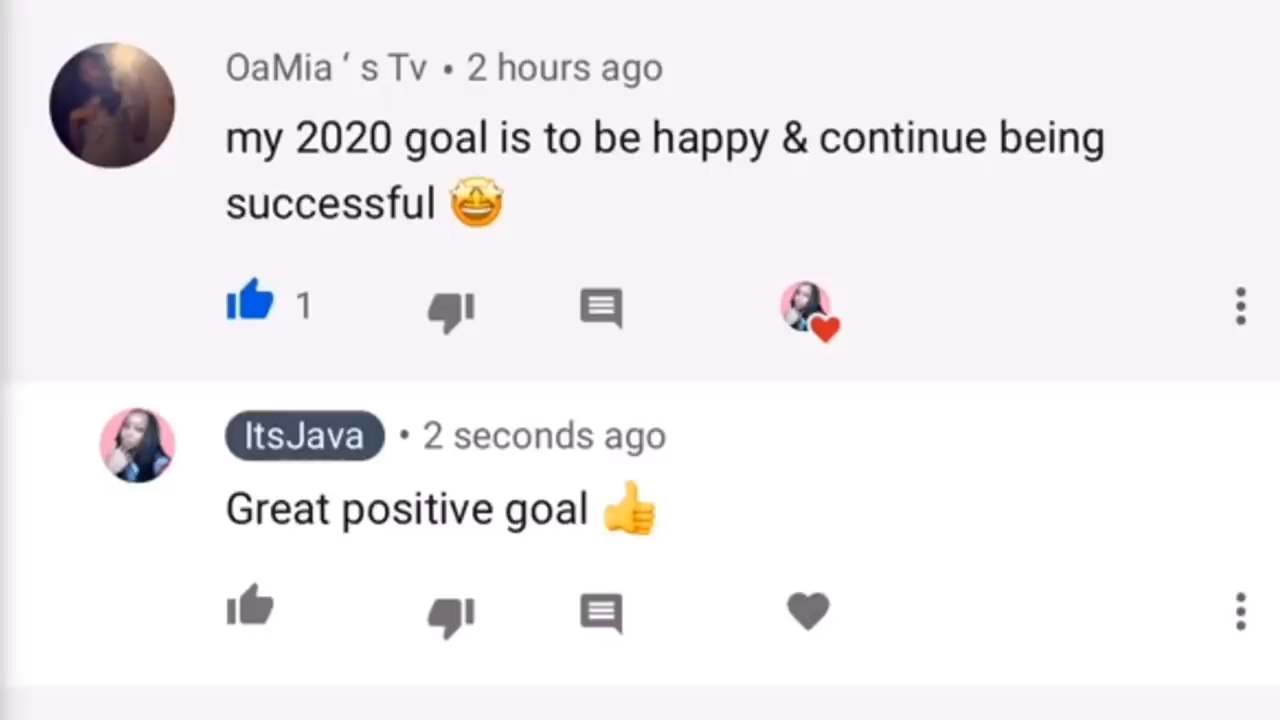 OaMia ‘ s Tv • 2 hours ago
my 2020 goal is to be happy & continue being
successful 🤩
1
ItsJava • 2 seconds ago
Great positive goal 👍